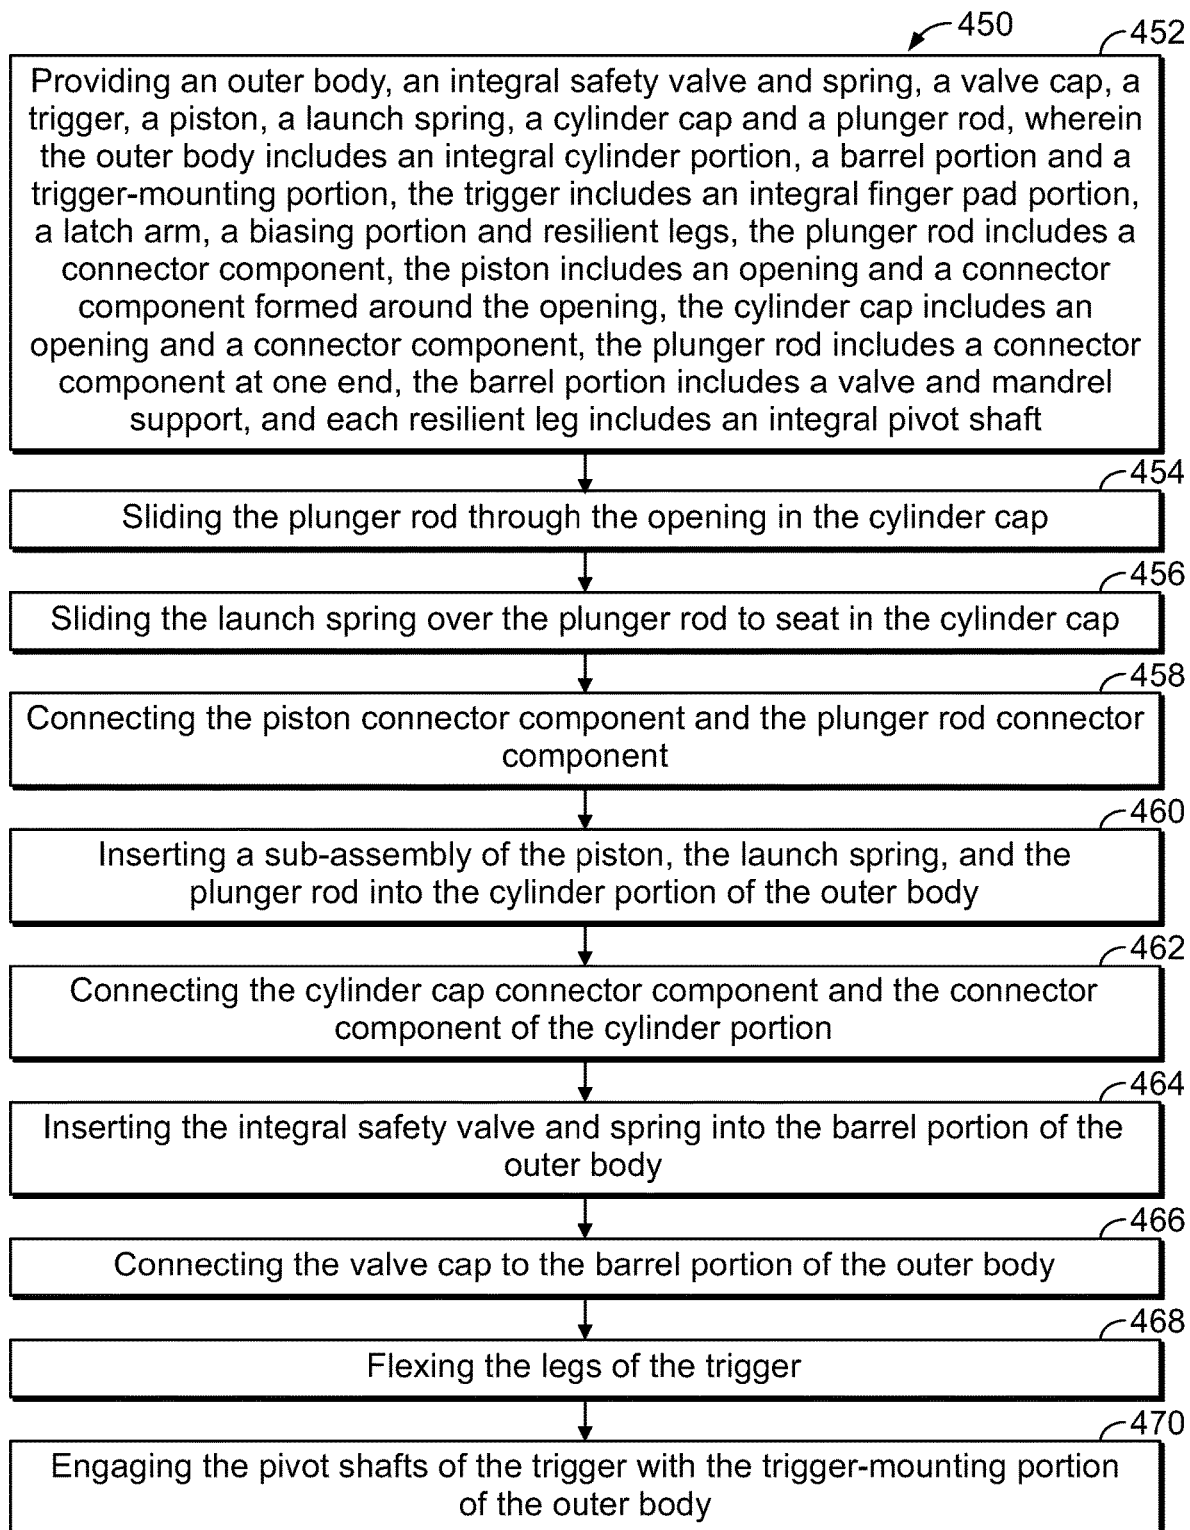 450
452
Providing an outer body, an integral safety valve and spring, a valve cap, a
trigger, a piston, a launch spring, a cylinder cap and a plunger rod, wherein
the outer body includes an integral cylinder portion, a barrel portion and a
trigger-mounting portion, the trigger includes an integral finger pad portion,
a latch arm, a biasing portion and resilient legs, the plunger rod includes a
connector component, the piston includes an opening and a connector
component formed around the opening, the cylinder cap includes an
opening and a connector component, the plunger rod includes a connector
component at one end, the barrel portion includes a valve and mandrel
support, and each resilient leg includes an integral pivot shaft
454
Sliding the plunger rod through the opening in the cylinder cap
456
Sliding the launch spring over the plunger rod to seat in the cylinder cap
458
Connecting the piston connector component and the plunger rod connector
component
460
Inserting a sub-assembly of the piston, the launch spring, and the
plunger rod into the cylinder portion of the outer body
462
Connecting the cylinder cap connector component and the connector
component of the cylinder portion
464
Inserting the integral safety valve and spring into the barrel portion of the
outer body
466
Connecting the valve cap to the barrel portion of the outer body
468
Flexing the legs of the trigger
470
Engaging the pivot shafts of the trigger with the trigger-mounting portion
of the outer body